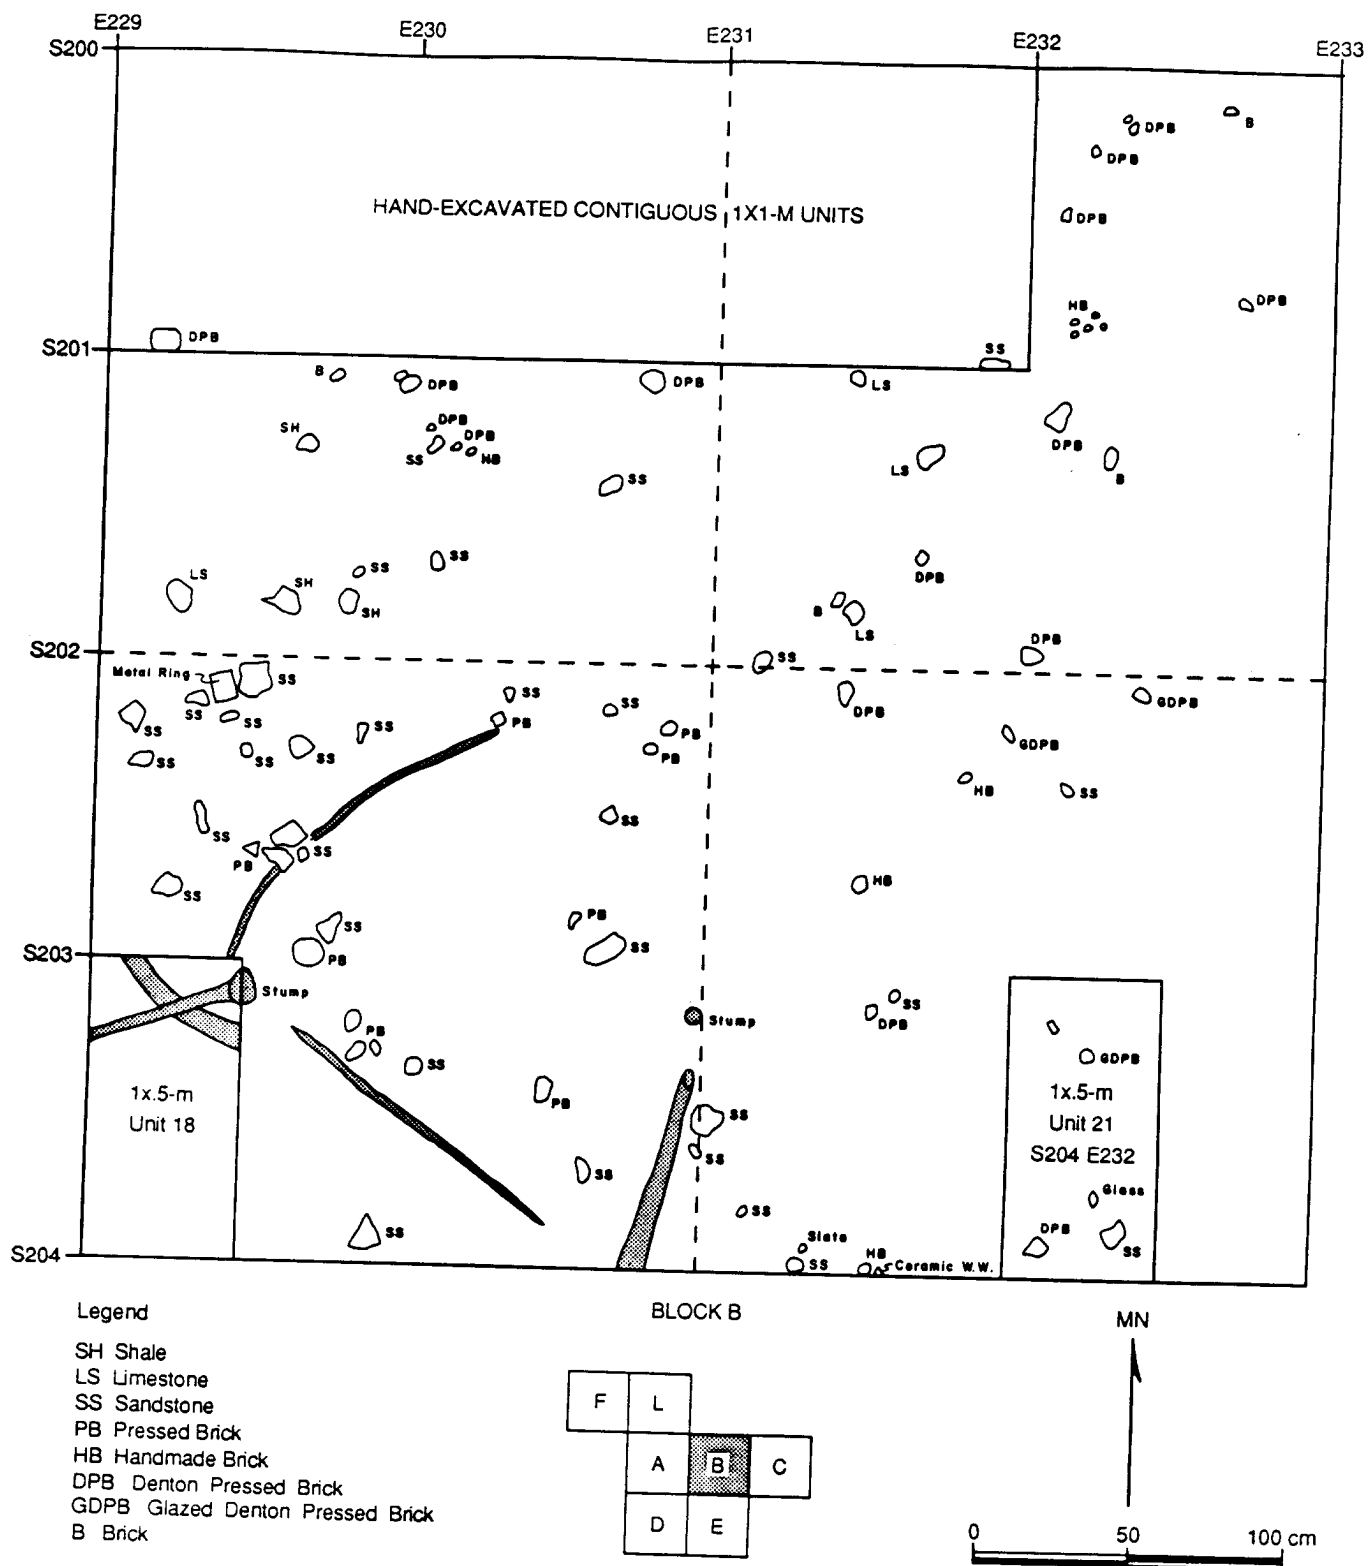 E229 E230 E231 E232 E233
S200
DPB B
DPB
HAND-EXCAVATED CONTIGUOUS 1X1-M UNITS
DPB
HB DPB
DPB
S201 SS
B DPB DPB LS
DPB
SH DPB
SS HB DPB
LS B
SS
SS SS
DPB
LS SH
SH
B LS
DPB
S202 SS
Metal Ring SS
SS SS SS SS DPB GDPB
SS PB PB
SS SS SS SS PB GDPB
HB SS
SS SS
PB SS
SS HB
SS PB
SS
S203 PB
Stump SS
Stump DPB
PB
GDPB
SS
1x.5-m 1x.5-m
PB
Unit 18 SS Unit 21
SS S204 E232
SS
Glass
SS
SS Slate DPB
S204 SS HB SS
Ceramic W.W.
Legend BLOCK B MN
SH Shale
LS Limestone
SS Sandstone
PB Pressed Brick
HB Handmade Brick
DPB Denton Pressed Brick
GDPB Glazed Denton Pressed Brick
B Brick
F L
A B C
D E
0 50 100 cm